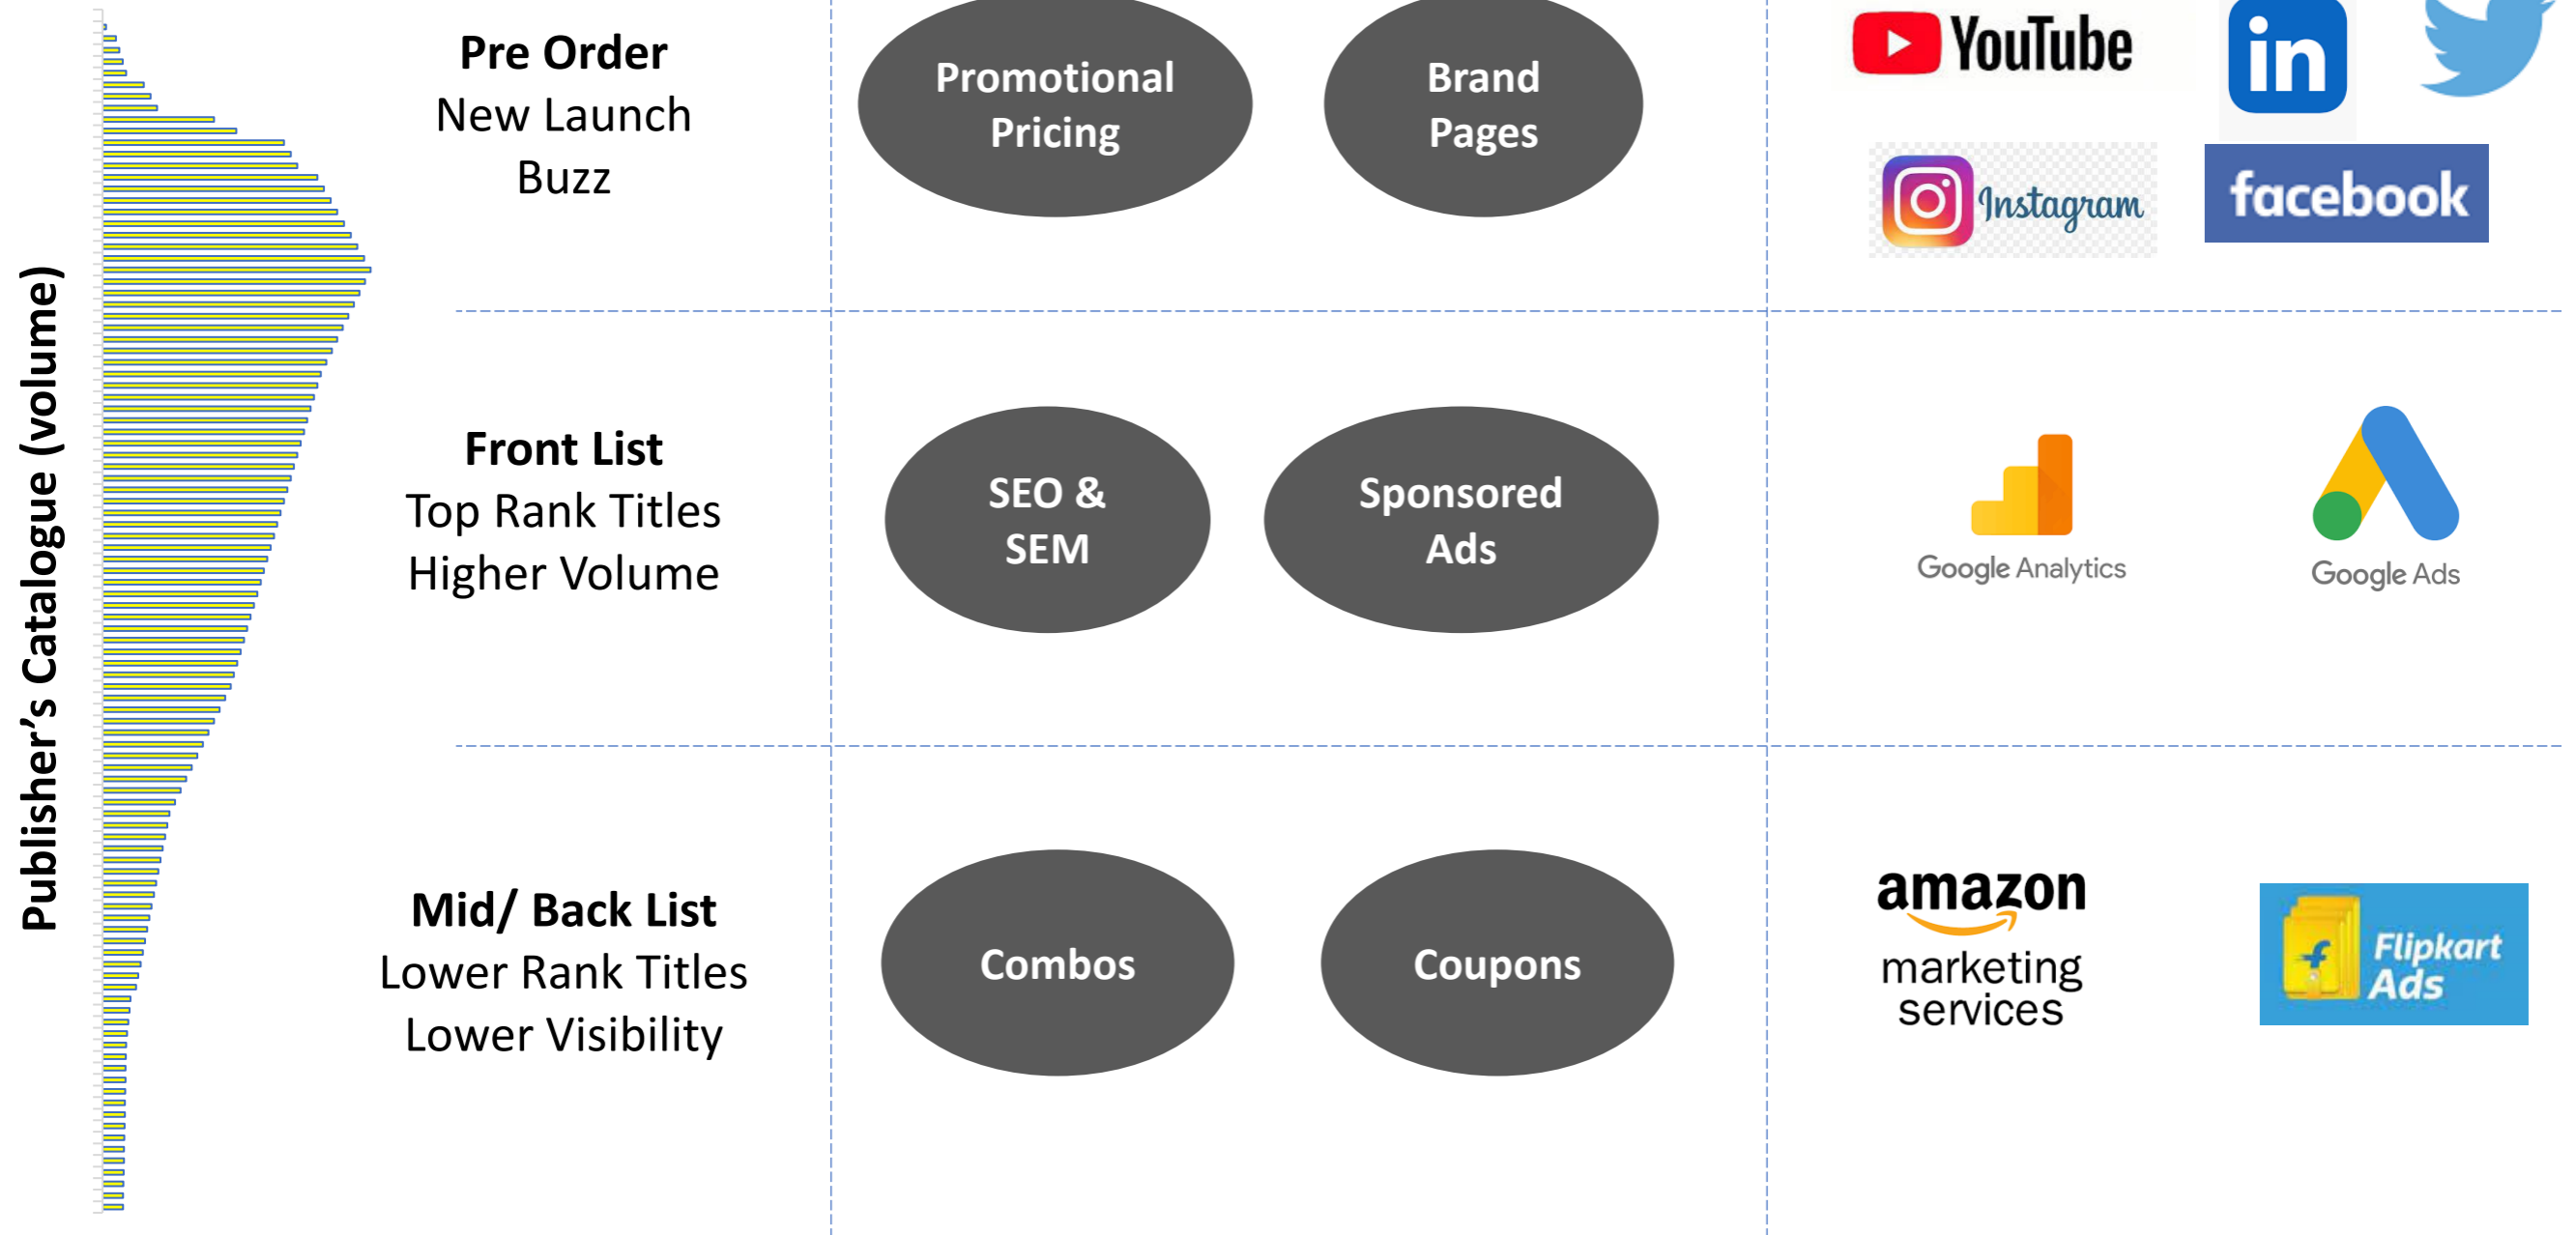 Publisher's Catalogue (volume)
Pre Order
New Launch
Buzz
Promotional
Pricing
Brand
Pages
YouTube
in
Instagram
facebook
Front List
Top Rank Titles
Higher Volume
SEO &
SEM
Sponsored
Ads
Google Analytics
Google Ads
Mid/ Back List
Lower Rank Titles
Lower Visibility
Combos
Coupons
amazon
marketing
services
f
Flipkart
Ads